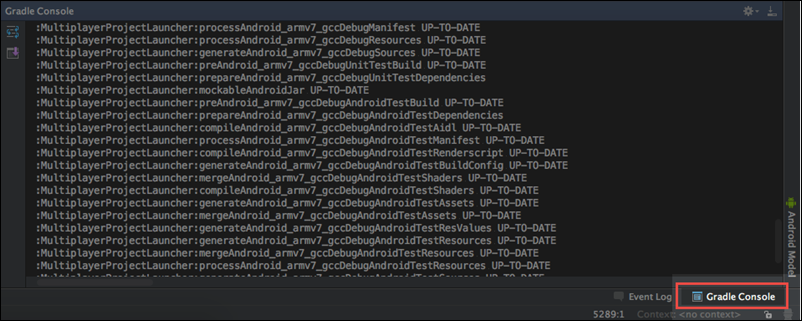 Gradle Console
:MultiplayerProjectLauncher:processAndroid_armv7_gccDebugManifest UP-TO-DATE
:MultiplayerProjectLauncher:processAndroid_armv7_gccDebugResources UP-TO-DATE
:MultiplayerProjectLauncher:generateAndroid_armv7_gccDebugSources UP-TO-DATE
:MultiplayerProjectLauncher:preAndroid_armv7_gccDebugUnitTestBuild UP-TO-DATE
:MultiplayerProjectLauncher:prepareAndroid_armv7_gccDebugUnitTestDependencies
:MultiplayerProjectLauncher:mockableAndroidJar UP-TO-DATE
:MultiplayerProjectLauncher:preAndroid_armv7_gccDebugAndroidTestBuild UP-TO-DATE
:MultiplayerProjectLauncher:prepareAndroid_armv7_gccDebugAndroidTestDependencies
:MultiplayerProjectLauncher:compileAndroid_armv7_gccDebugAndroidTestAidl UP-TO-DATE
:MultiplayerProjectLauncher:processAndroid_armv7_gccDebugAndroidTestManifest UP-TO-DATE
:MultiplayerProjectLauncher:compileAndroid_armv7_gccDebugAndroidTestRenderscript UP-TO-DATE
:MultiplayerProjectLauncher:generateAndroid_armv7_gccDebugAndroidTestBuildConfig UP-TO-DATE
:MultiplayerProjectLauncher:mergeAndroid_armv7_gccDebugAndroidTestShaders UP-TO-DATE
:MultiplayerProjectLauncher:compileAndroid_armv7_gccDebugAndroidTestShaders UP-TO-DATE
:MultiplayerProjectLauncher:generateAndroid_armv7_gccDebugAndroidTestAssets UP-TO-DATE
:MultiplayerProjectLauncher:mergeAndroid_armv7_gccDebugAndroidTestAssets UP-TO-DATE
:MultiplayerProjectLauncher:generateAndroid_armv7_gccDebugAndroidTestResValues UP-TO-DATE
:MultiplayerProjectLauncher:generateAndroid_armv7_gccDebugAndroidTestResources UP-TO-DATE
:MultiplayerProjectLauncher:mergeAndroid_armv7_gccDebugAndroidTestResources UP-TO-DATE
:MultiplayerProjectLauncher:processAndroid_armv7_gccDebugAndroidTestResources UP-TO-DATE
:MultiplayerProjectLauncher:generateAndroid_armv7_gccDebugAndroidTestSources UP-TO-DATE
Android Model
Event Log
Gradle Console
5289:1
Context: <no context>